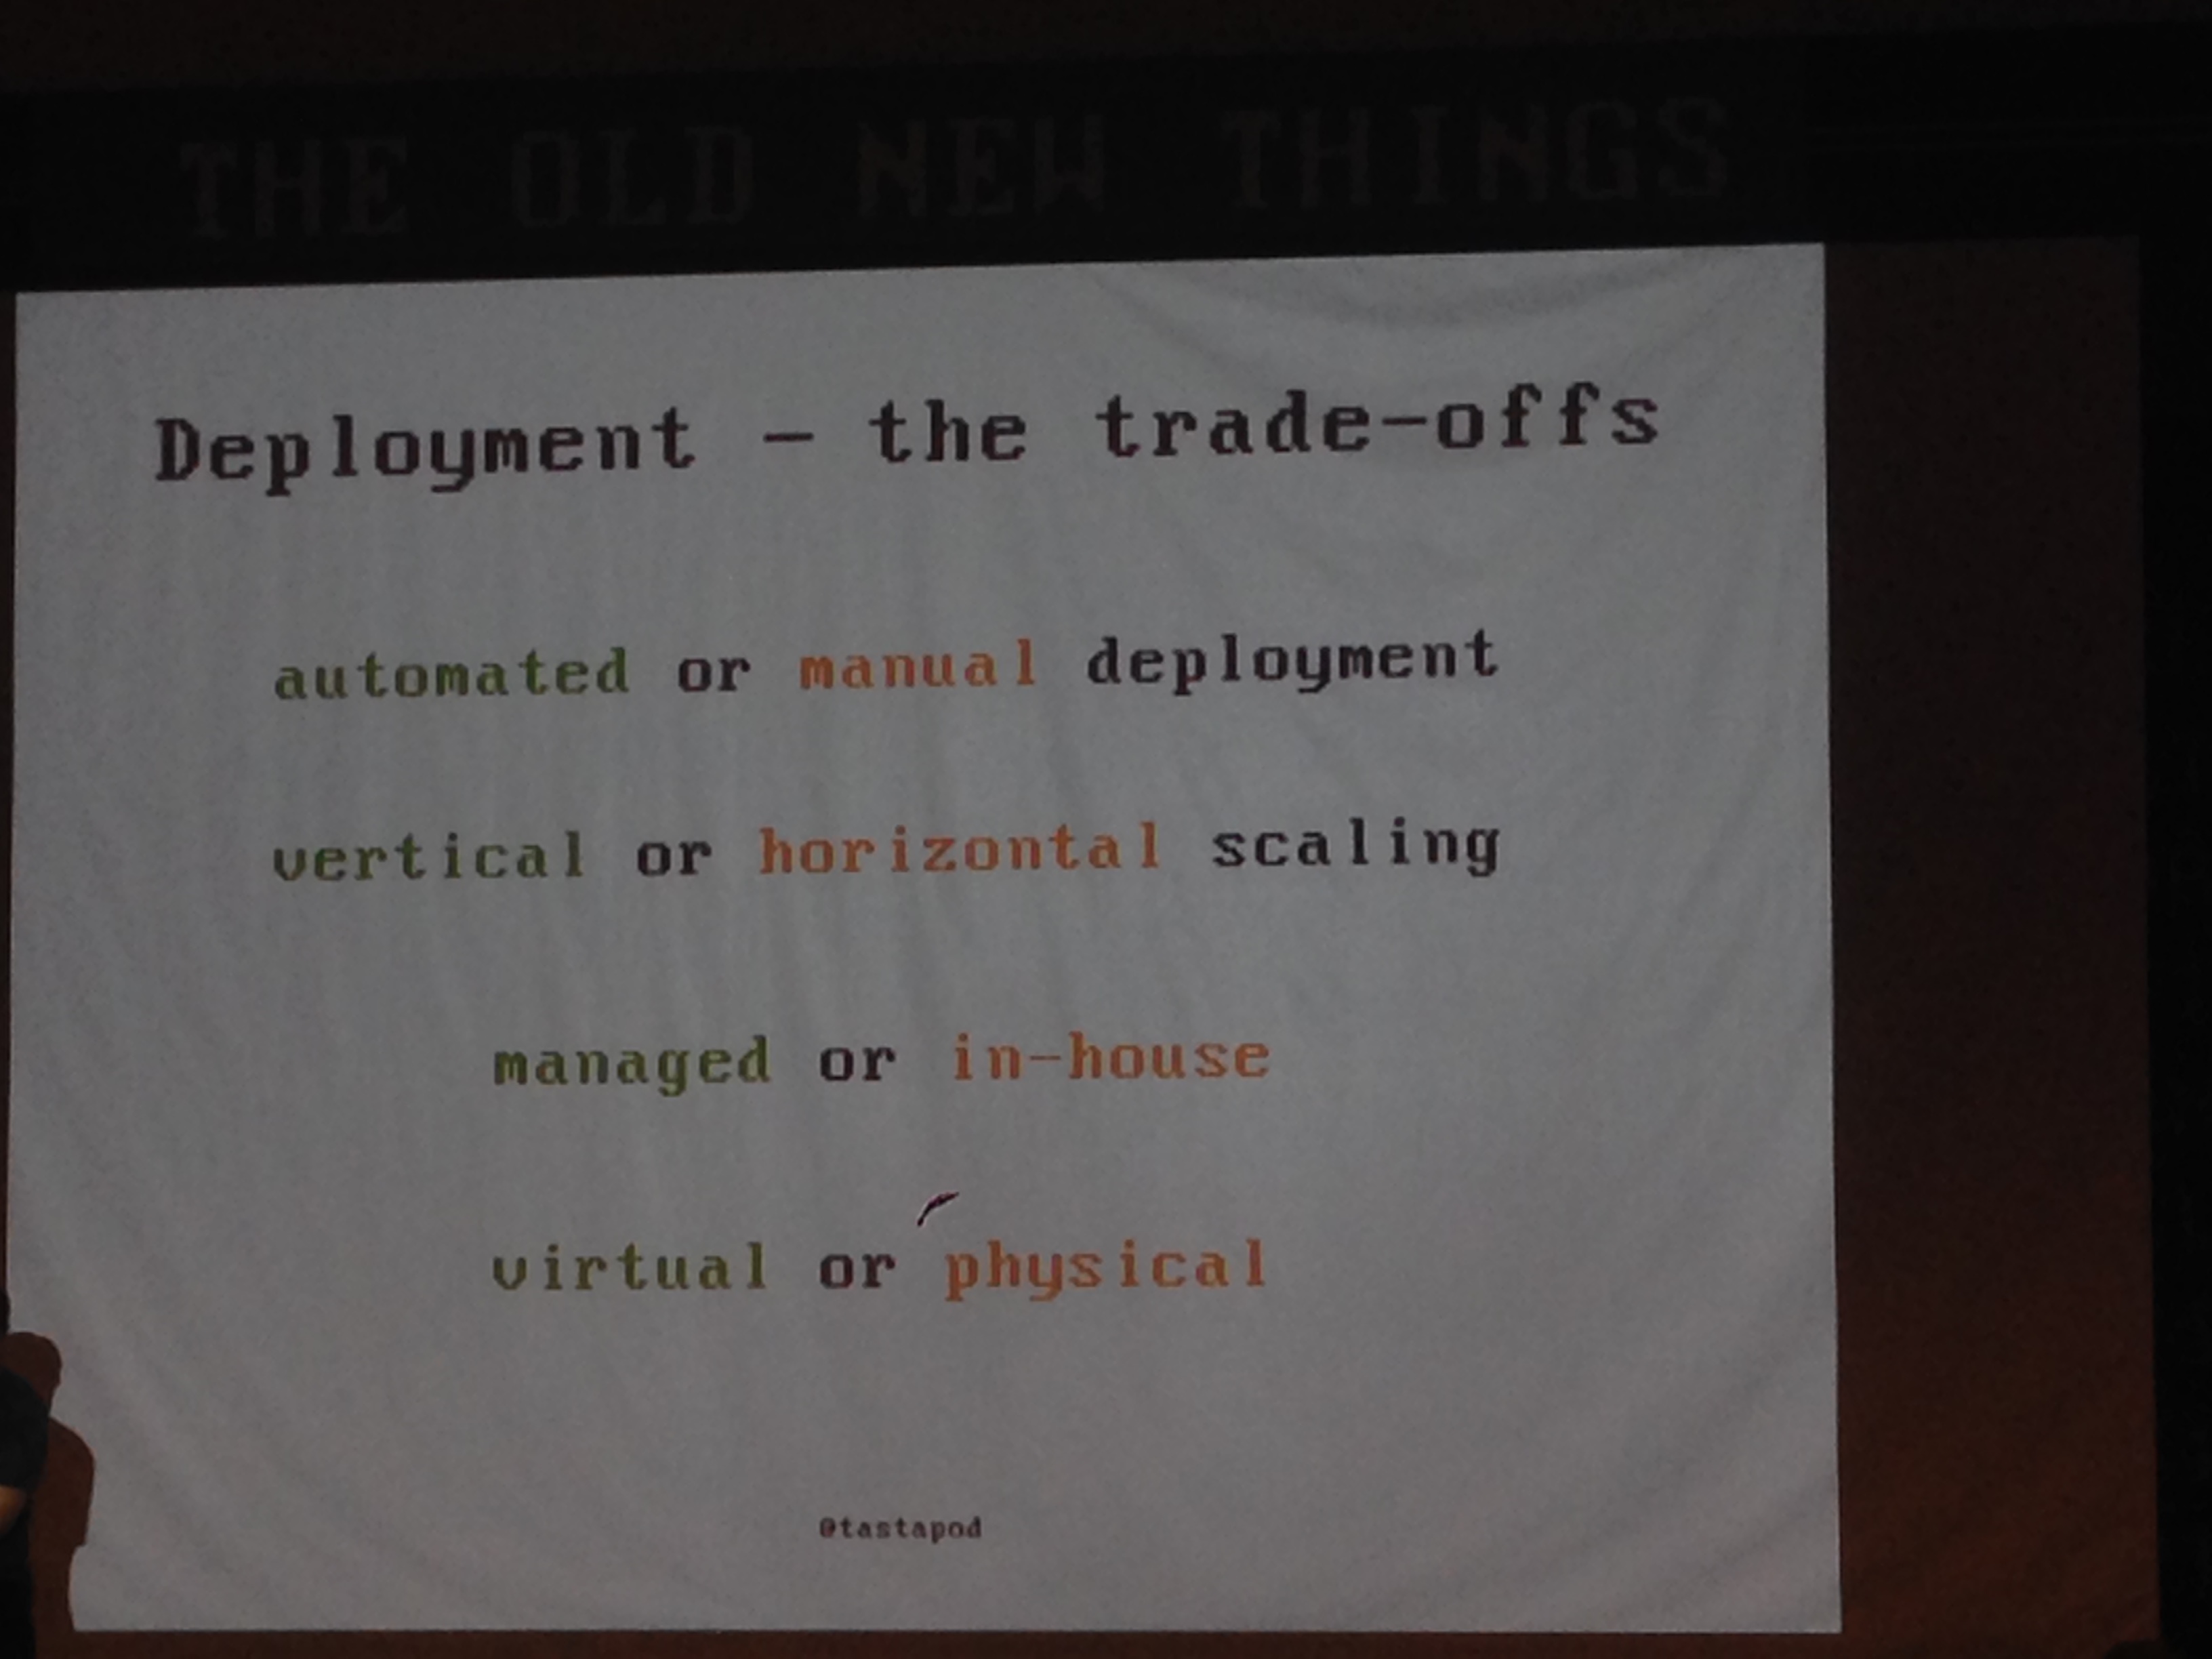 THE OLD NEW THINGS
Deployment – the trade-offs
automated or manual deployment
vertical or horizontal scaling
managed or in-house
virtual or physical
@tastapod